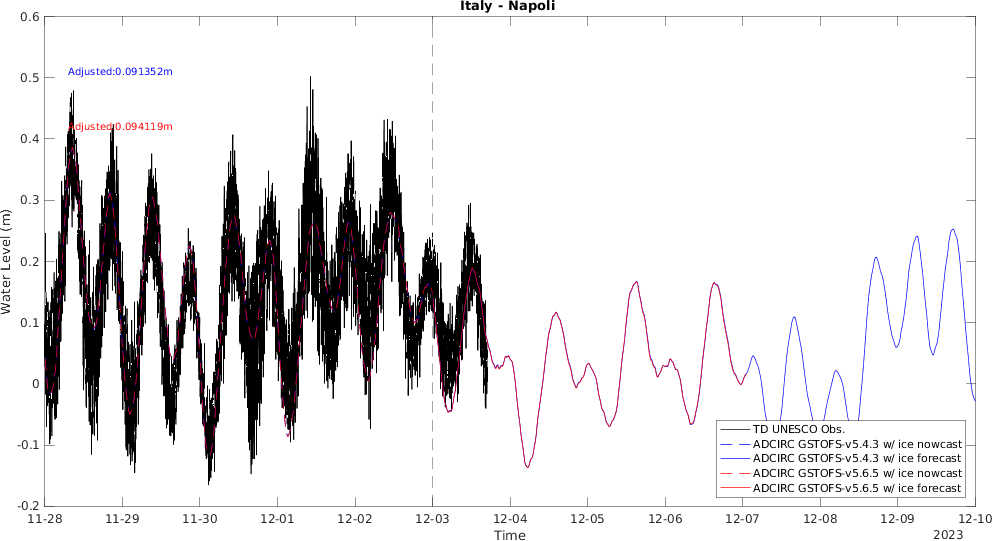 Italy - Napoli
Water Level (m)
0.6
0.5
0.4
0.3
0.2
0.1
0
-0.1
-0.2
Adjusted:0.091352m
Adjusted:0.094119m
TD UNESCO Obs.
ADCIRC GSTOFS-v5.4.3 w/ ice nowcast
ADCIRC GSTOFS-v5.4.3 w/ ice forecast
ADCIRC GSTOFS-v5.6.5 w/ ice nowcast
ADCIRC GSTOFS-v5.6.5 w/ ice forecast
11-28 11-29 11-30 12-01 12-02 12-03 12-04 12-05 12-06 12-07 12-08 12-09 12-10
Time
2023